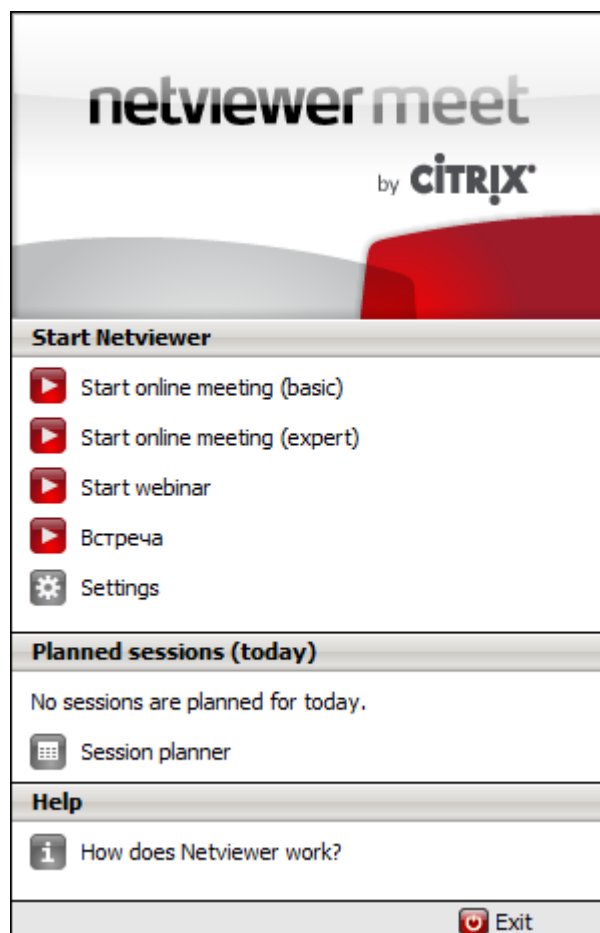 netviewer meet
by CITRIX
Start Netviewer
Start online meeting (basic)
Start online meeting (expert)
Start webinar
Встреча
Settings
Planned sessions (today)
No sessions are planned for today.
Session planner
Help
How does Netviewer work?
Exit